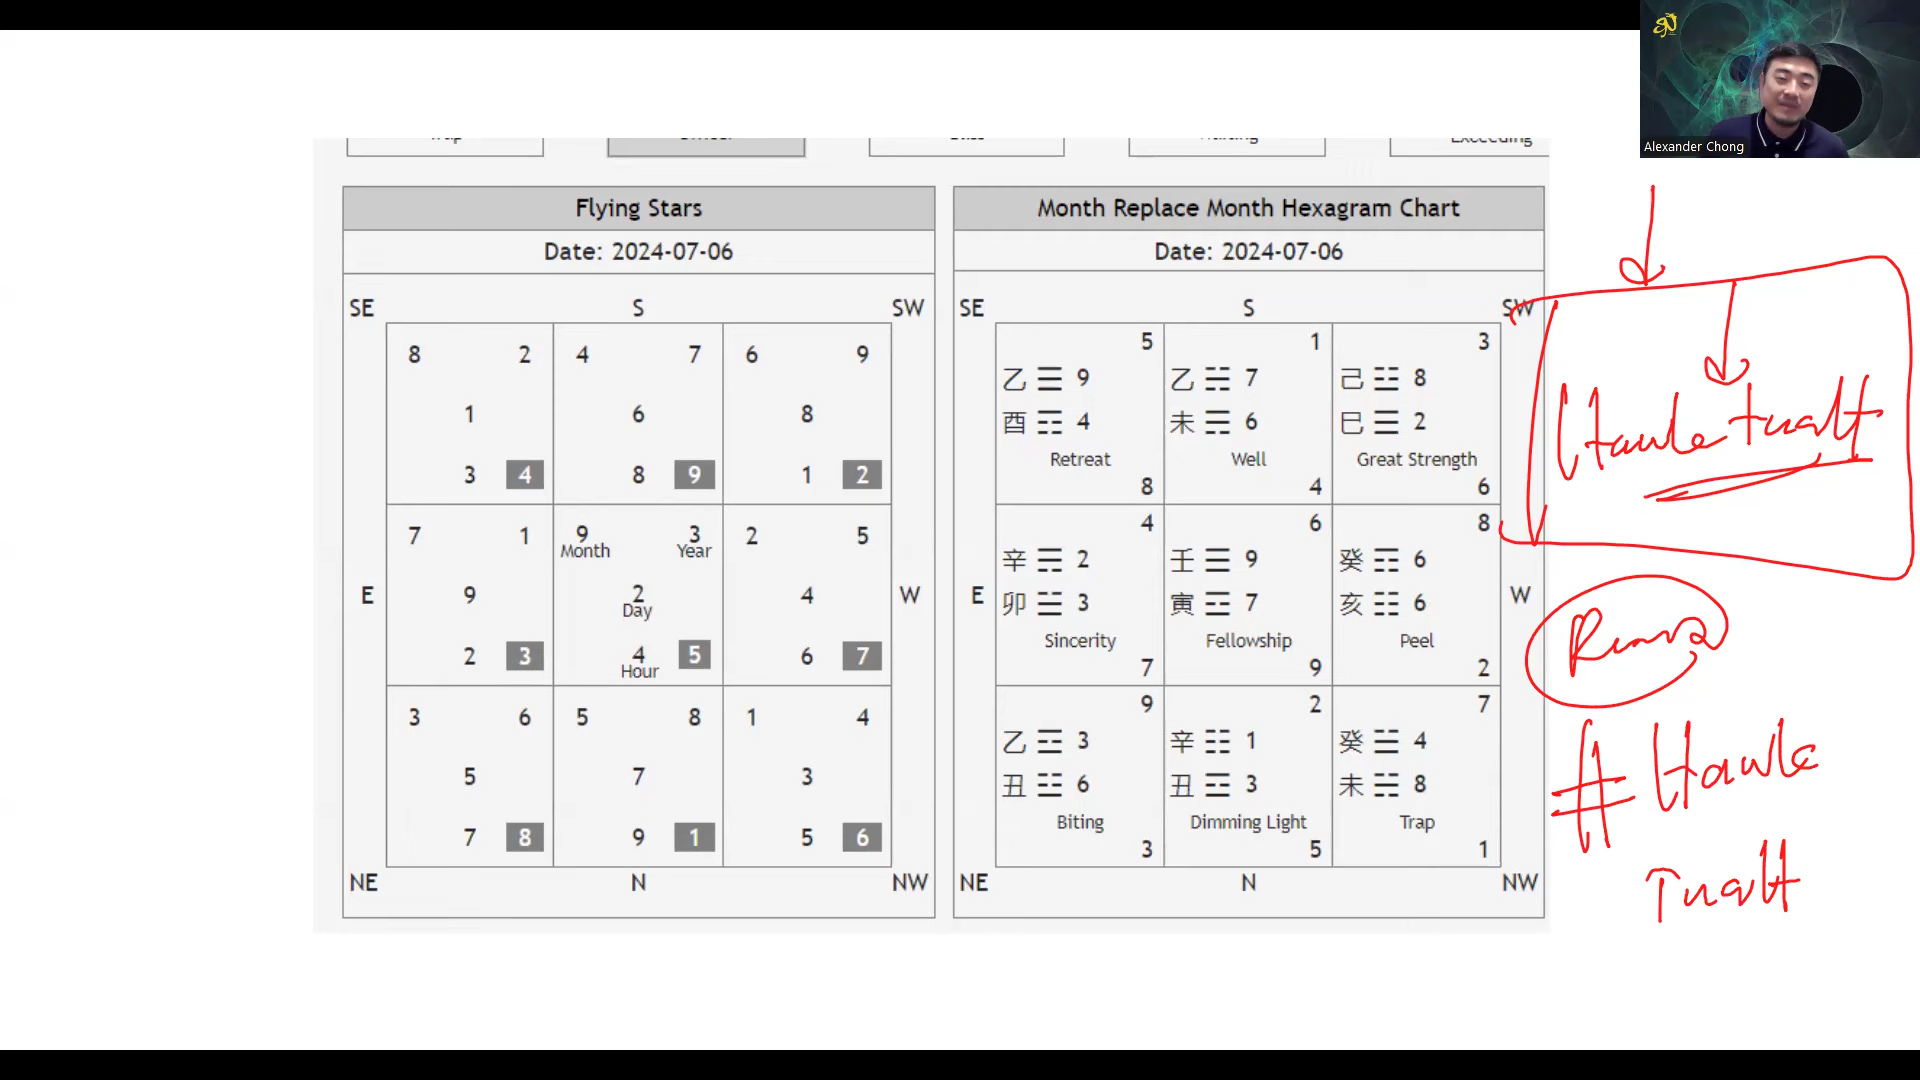 Exceeding
Alexander Chong
Flying Stars
Date: 2024-07-06
SE S SW
8 2 4 7 6 9
1 6 8
3 4 8 9 1 2
7 1 9 3 2 5
Month Year
E 9 2 4 W
Day
2 3 4 5 6 7
Hour
3 6 5 8 1 4
5 7 3
7 8 9 1 5 6
NE N NW
Month Replace Month Hexagram Chart
Date: 2024-07-06
SE S SW
5 1 3
乙 ☰ 9 乙 ☵ 7 己 ☳ 8
酉 ☶ 4 未 ☴ 6 巳 ☰ 2
Retreat Well Great Strength
8 4 6
4 6 8
辛 ☴ 2 壬 ☰ 9 癸 ☶ 6
E W
卯 ☱ 3 寅 ☲ 7 亥 ☷ 6
Sincerity Fellowship Peel
7 9 2
9 2 7
乙 ☲ 3 辛 ☷ 1 癸 ☱ 4
丑 ☳ 6 丑 ☲ 3 未 ☵ 8
Biting Dimming Light Trap
3 5 1
NE N NW